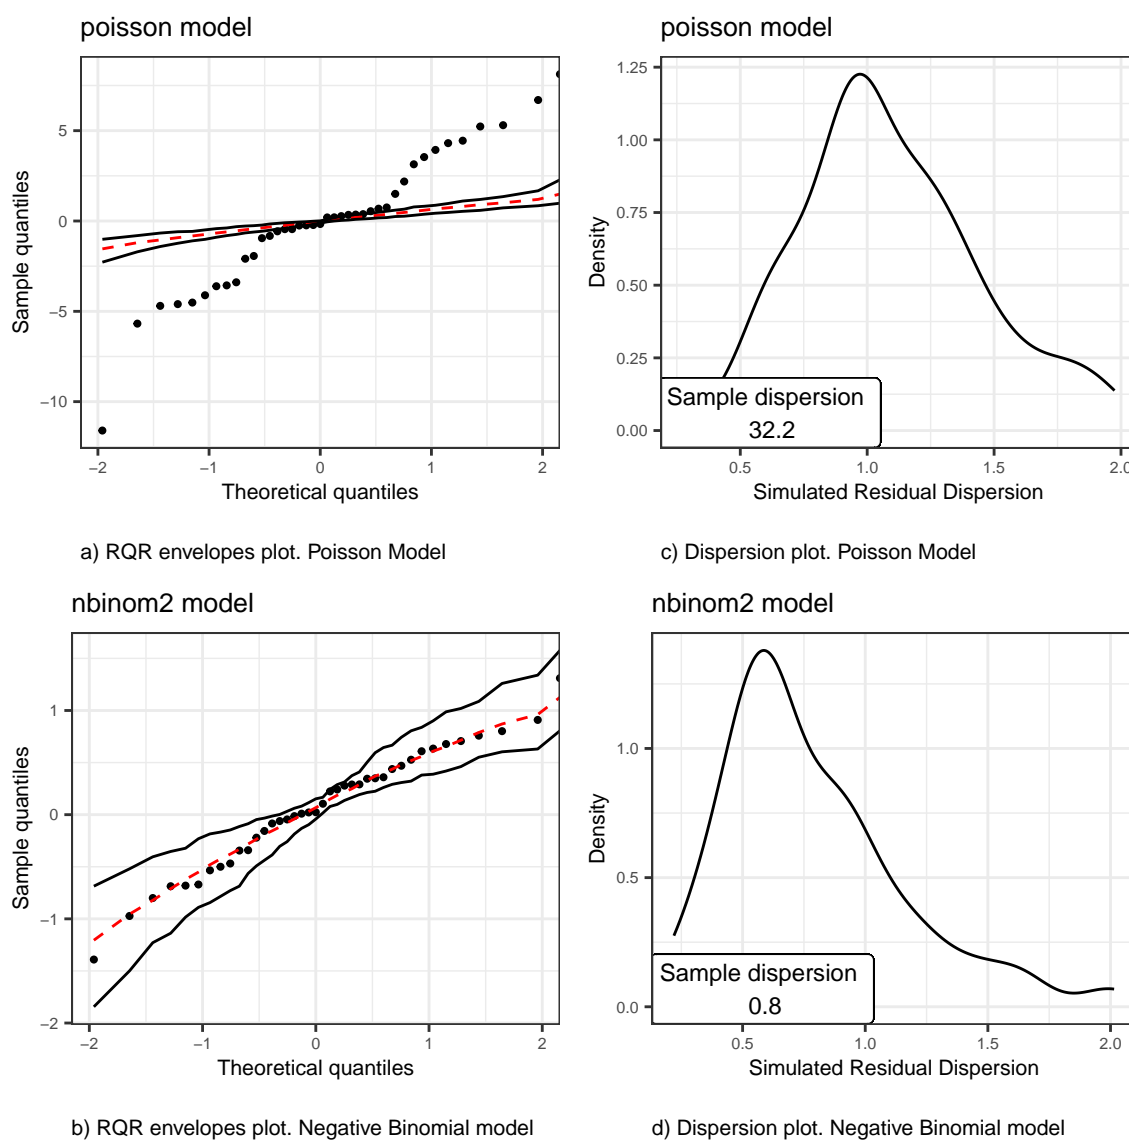 poisson model
5
0
−5
−10
−2
−1
0
1
2
Sample quantiles
Theoretical quantiles
a) RQR envelopes plot. Poisson Model
poisson model
1.25
1.00
0.75
0.50
0.25
0.00
0.5
1.0
1.5
2.0
Density
Sample dispersion
32.2
Simulated Residual Dispersion
c) Dispersion plot. Poisson Model
nbinom2 model
1
0
−1
−2
−2
−1
0
1
2
Sample quantiles
Theoretical quantiles
b) RQR envelopes plot. Negative Binomial model
nbinom2 model
1.0
0.5
0.0
0.5
1.0
1.5
2.0
Density
Sample dispersion
0.8
Simulated Residual Dispersion
d) Dispersion plot. Negative Binomial model